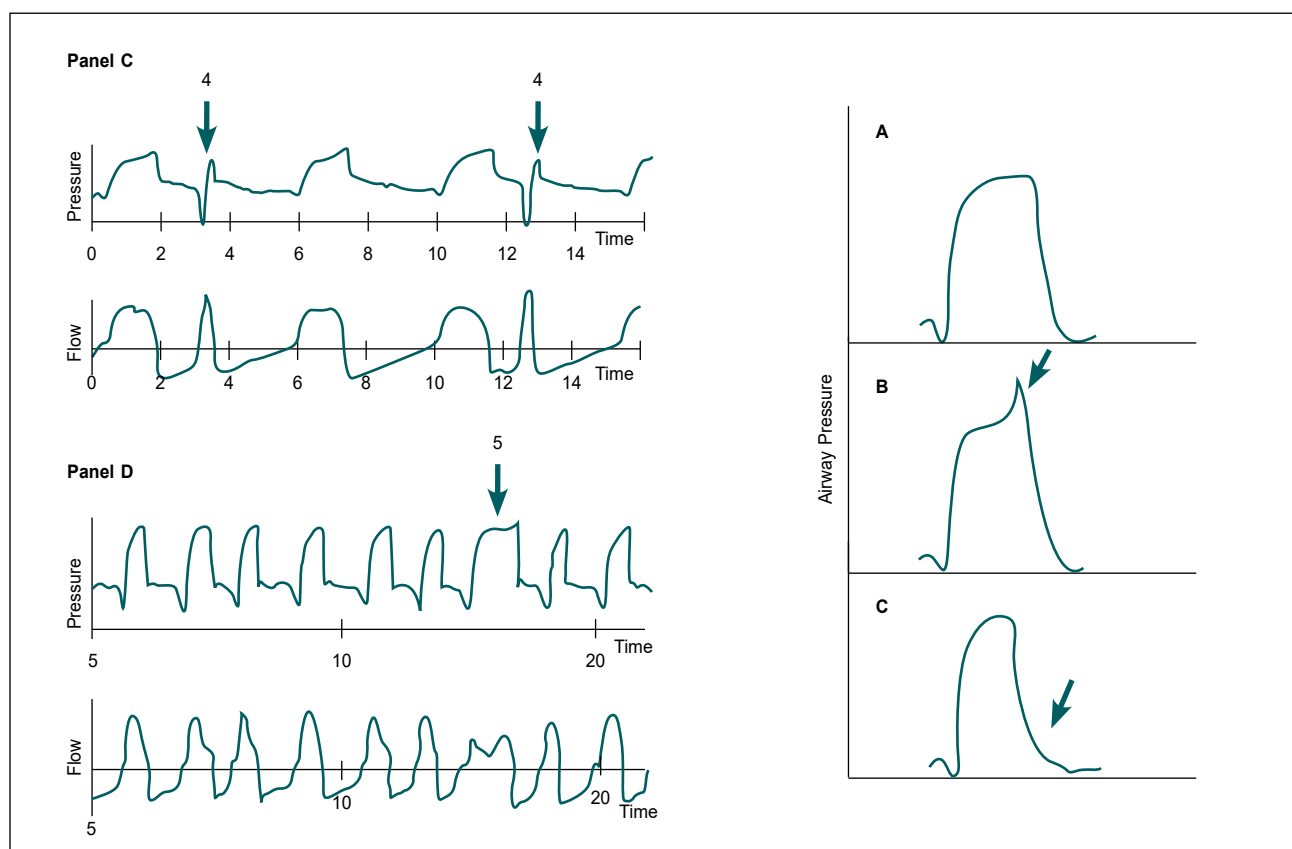 Panel C
4 4
Pressure
0 2 4 6 8 10 12 14 Time
Flow
0 2 4 6 8 10 12 14 Time
Panel D
5
Pressure
5 10 20 Time
Flow
5 10 20 Time
Airway Pressure
A
B
C